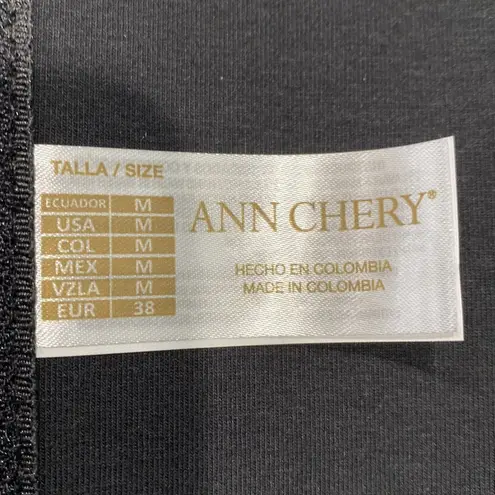 TALLA / SIZE
ECUADOR M
USA M
COL M
MEX M
VZLA M
EUR 38
ANN CHERY®
HECHO EN COLOMBIA
MADE IN COLOMBIA